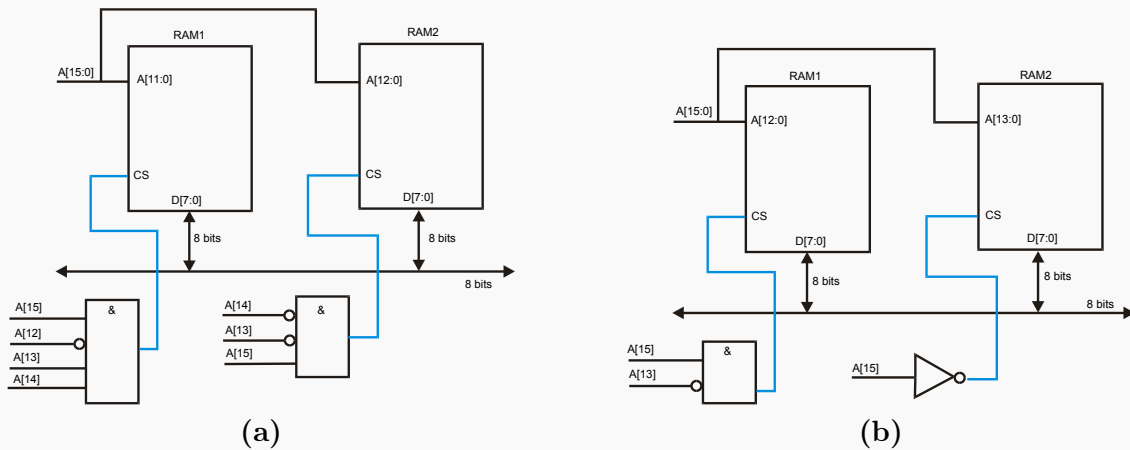 RAM1
RAM2
A[15:0]
A[11:0]
A[12:0]
CS
CS
D[7:0]
D[7:0]
8 bits
8 bits
8 bits
A[15]
&
A[12]
A[13]
A[14]
A[14]
&
A[13]
A[15]
(a)
RAM1
RAM2
A[15:0]
A[12:0]
A[13:0]
CS
CS
D[7:0]
D[7:0]
8 bits
8 bits
8 bits
A[15]
&
A[13]
A[15]
(b)